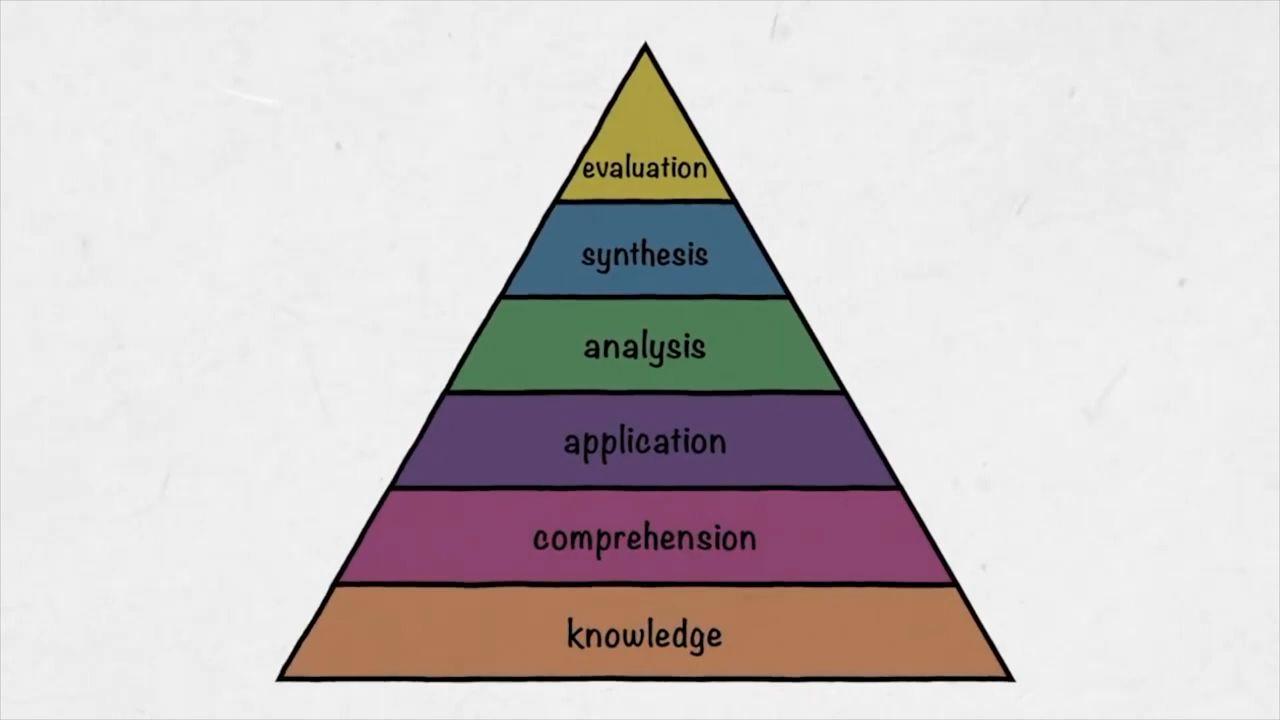 evaluation
synthesis
analysis
application
comprehension
knowledge